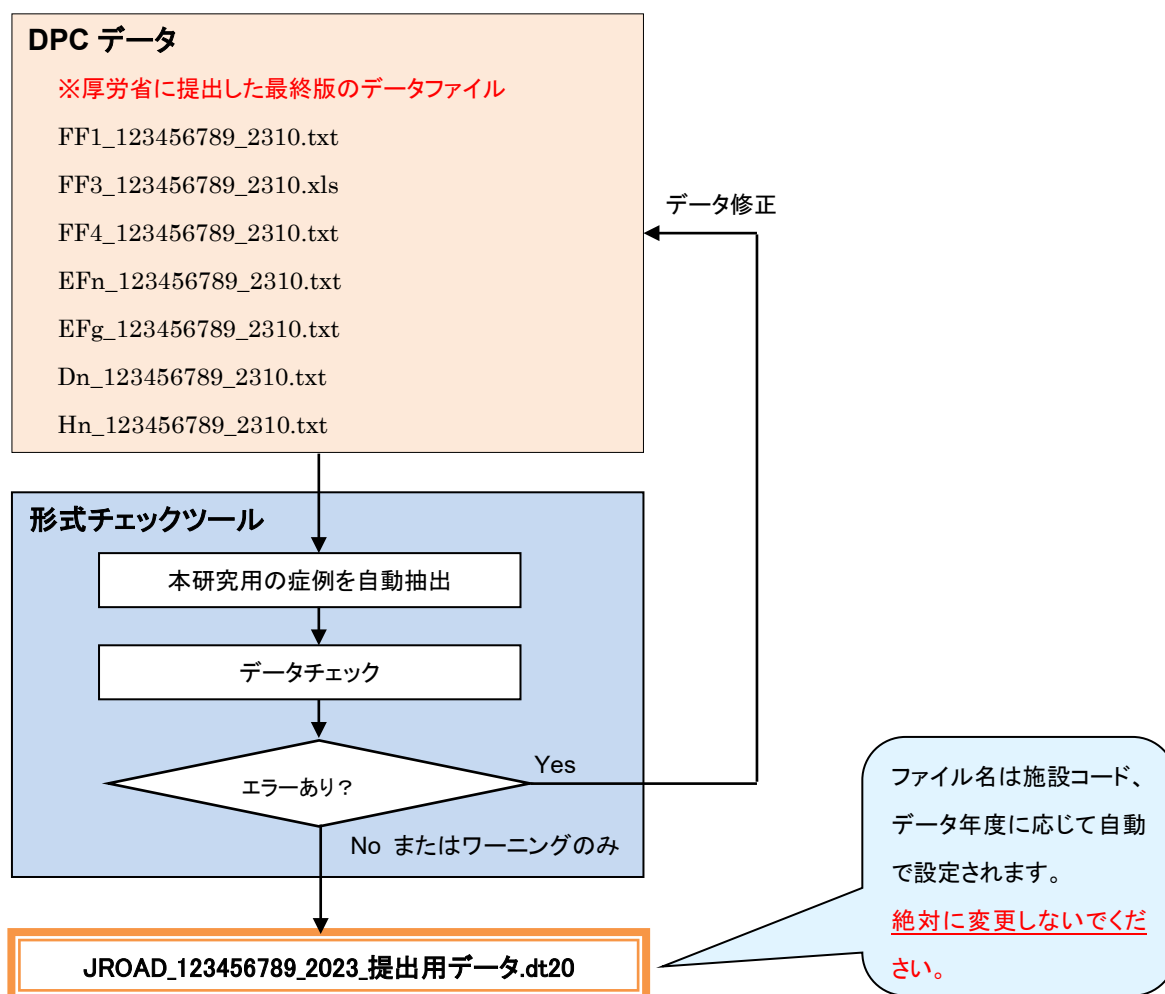 DPC データ
※厚労省に提出した最終版のデータファイル
FF1_123456789_2310.txt
FF3_123456789_2310.xls
FF4_123456789_2310.txt
EFn_123456789_2310.txt
EFg_123456789_2310.txt
Dn_123456789_2310.txt
Hn_123456789_2310.txt
データ修正
形式チェックツール
本研究用の症例を自動抽出
データチェック
エラーあり？
Yes
No またはワーニングのみ
ファイル名は施設コード、
データ年度に応じて自動
で設定されます。
絶対に変更しないでくだ
さい。
JROAD_123456789_2023_提出用データ.dt20